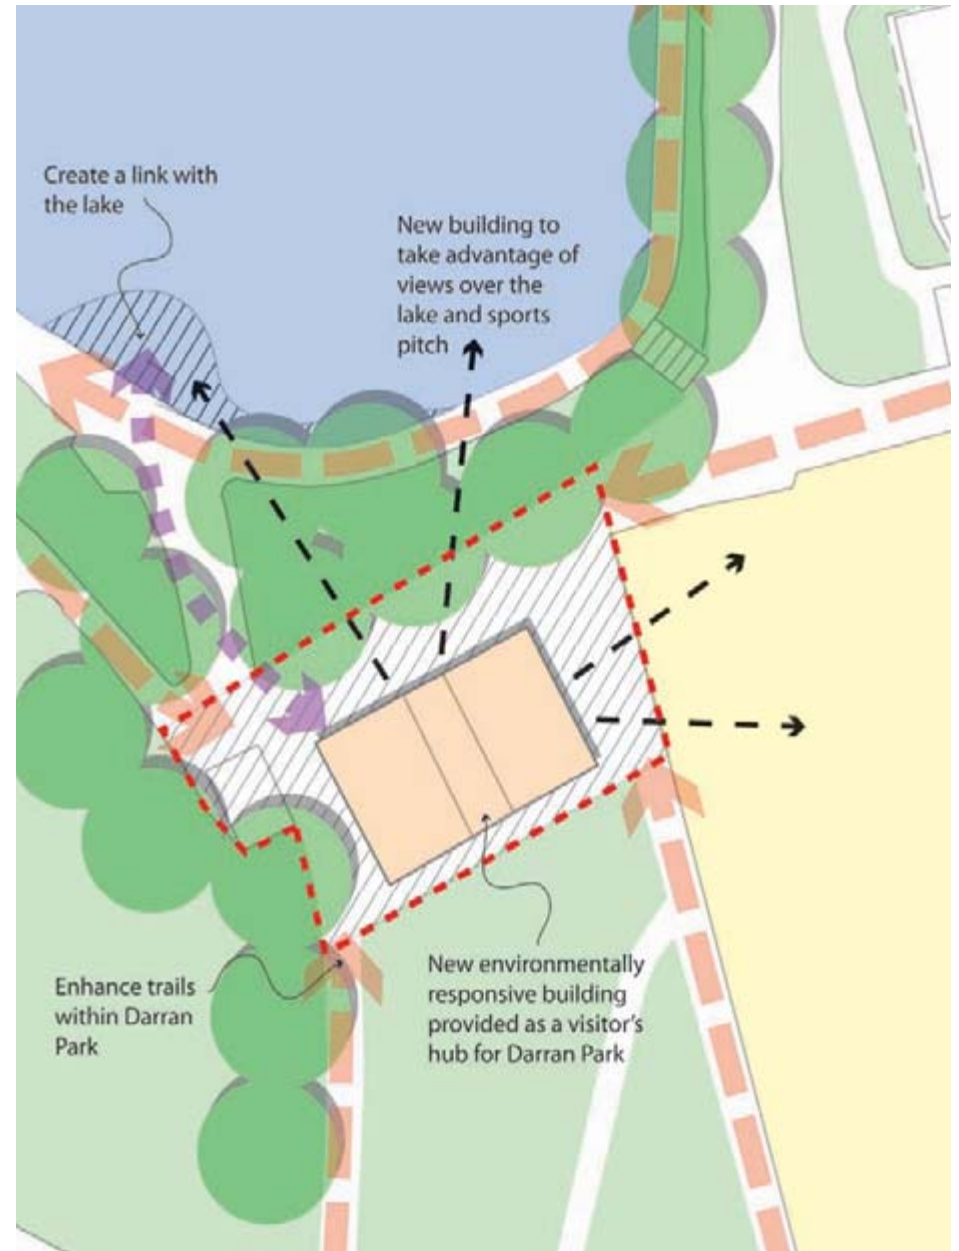 Create a link with
the lake
New building to
take advantage of
views over the
lake and sports
pitch
Enhance trails
within Darran
Park
New environmentally
responsive building
provided as a visitor's
hub for Darran Park